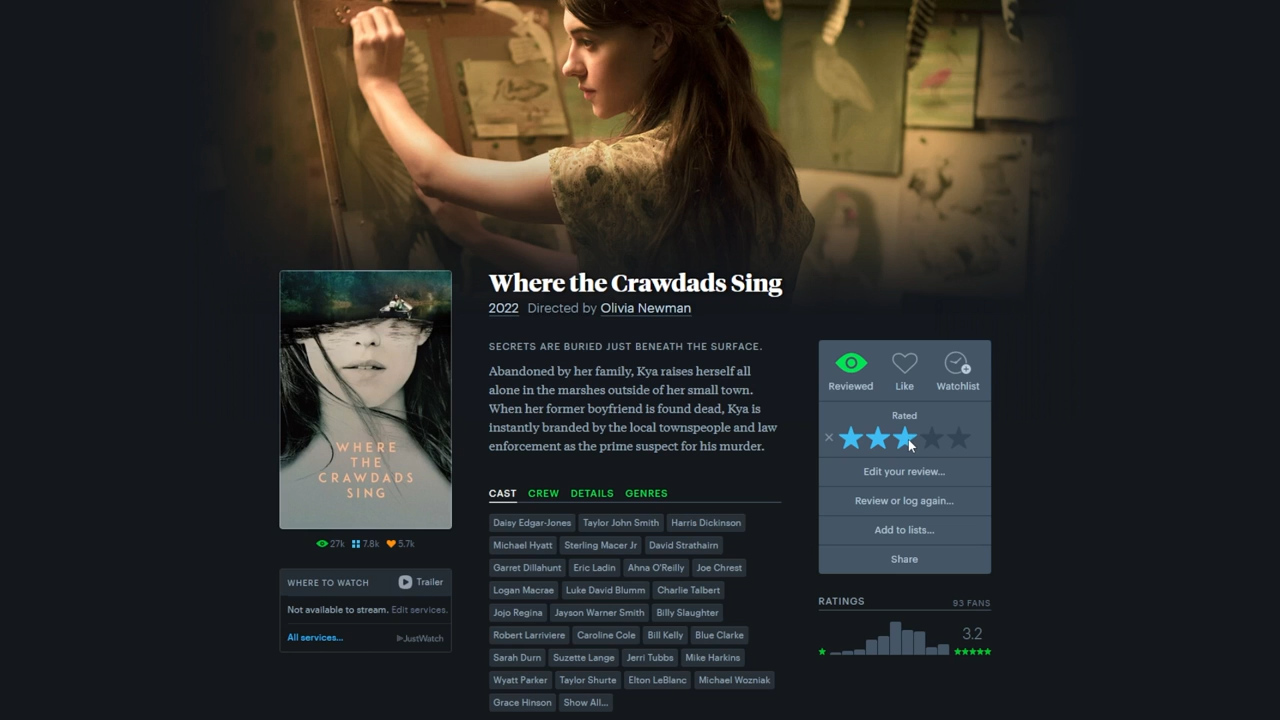 Where the Crawdads Sing
2022 Directed by Olivia Newman
SECRETS ARE BURIED JUST BENEATH THE SURFACE.
Abandoned by her family, Kya raises herself all
alone in the marshes outside of her small town.
When her former boyfriend is found dead, Kya is
instantly branded by the local townspeople and law
enforcement as the prime suspect for his murder.
WHERE
THE
CRAWDADS
SING
27k 7.8k 5.7k
WHERE TO WATCH Trailer
Not available to stream. Edit services.
All services... JustWatch
CAST CREW DETAILS GENRES
Daisy Edgar-Jones Taylor John Smith Harris Dickinson
Michael Hyatt Sterling Macer Jr David Strathairn
Garret Dillahunt Eric Ladin Ahna O'Reilly Joe Chrest
Logan Macrae Luke David Blumm Charlie Talbert
Jojo Regina Jayson Warner Smith Billy Slaughter
Robert Larriviere Caroline Cole Bill Kelly Blue Clarke
Sarah Durn Suzette Lange Jerri Tubbs Mike Harkins
Wyatt Parker Taylor Shurte Elton LeBlanc Michael Wozniak
Grace Hinson Show All...
Reviewed Like Watchlist
Rated
Edit your review...
Review or log again...
Add to lists...
Share
RATINGS 93 FANS
3.2